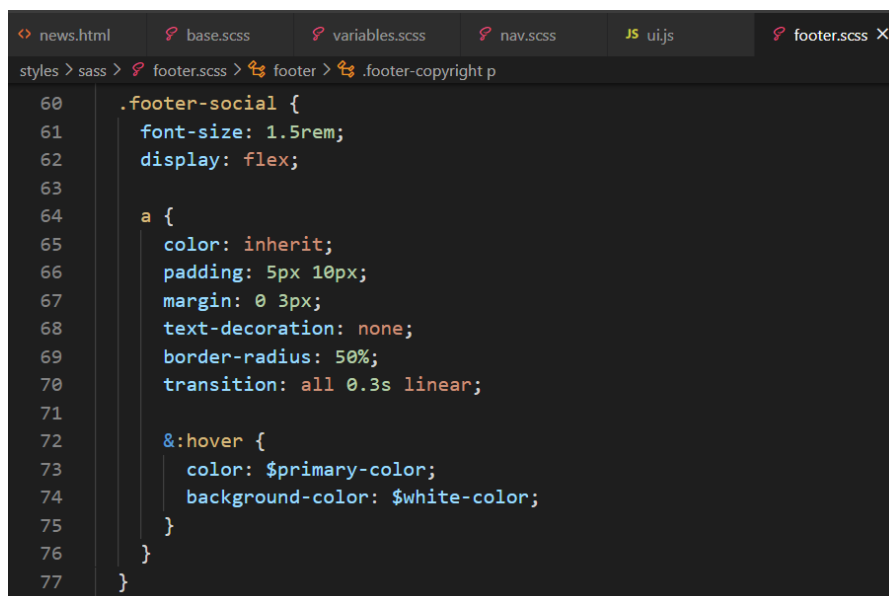 news.html base.scss variables.scss nav.scss JS ui.js footer.scss ×
styles > sass > footer.scss > footer > .footer-copyright p
60 .footer-social {
61 font-size: 1.5rem;
62 display: flex;
63
64 a {
65 color: inherit;
66 padding: 5px 10px;
67 margin: 0 3px;
68 text-decoration: none;
69 border-radius: 50%;
70 transition: all 0.3s linear;
71
72 &:hover {
73 color: $primary-color;
74 background-color: $white-color;
75 }
76 }
77 }